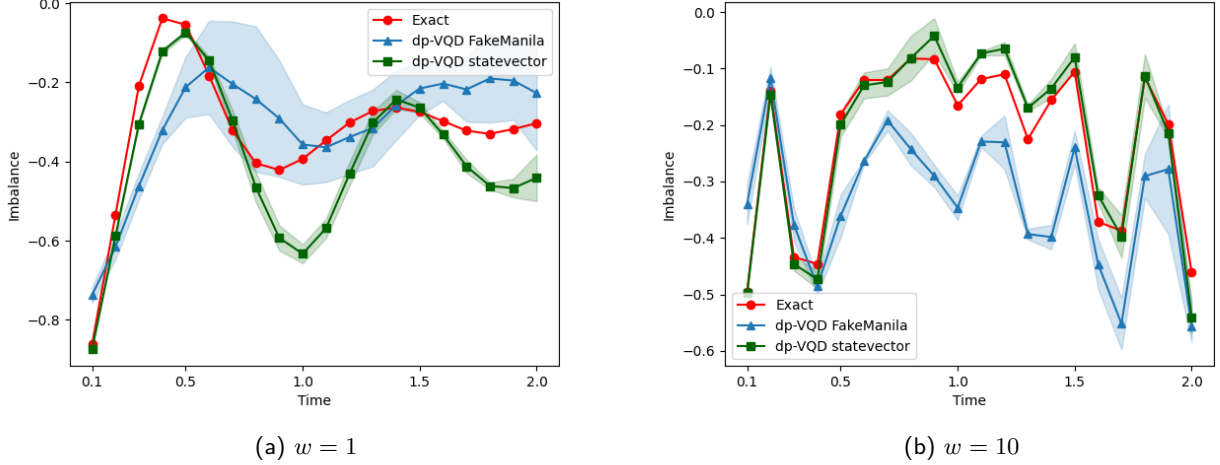 0.0
−0.2
−0.4
−0.6
−0.8
Imbalance
0.1
0.5
1.0
1.5
2.0
Time
Exact
dp-VQD FakeManila
dp-VQD statevector
(a) w = 1
0.0
−0.1
−0.2
−0.3
−0.4
−0.5
−0.6
Imbalance
0.1
0.5
1.0
1.5
2.0
Time
Exact
dp-VQD FakeManila
dp-VQD statevector
(b) w = 10